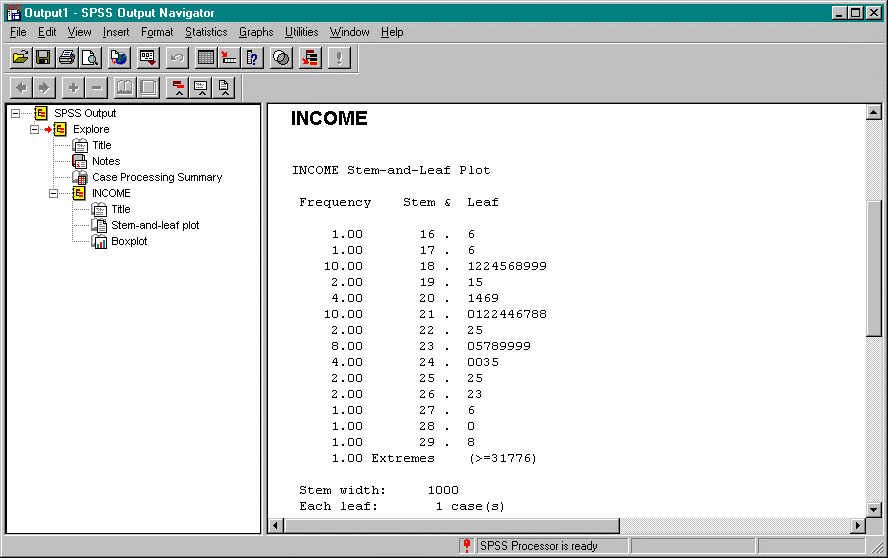 Output1 - SPSS Output Navigator
File Edit View Insert Format Statistics Graphs Utilities Window Help
SPSS Output
Explore
Title
Notes
Case Processing Summary
INCOME
Title
Stem-and-leaf plot
Boxplot
INCOME
INCOME Stem-and-Leaf Plot
Frequency Stem & Leaf
1.00 16 . 6
1.00 17 . 6
10.00 18 . 1224568999
2.00 19 . 15
4.00 20 . 1469
10.00 21 . 0122446788
2.00 22 . 25
8.00 23 . 05789999
4.00 24 . 0035
2.00 25 . 25
2.00 26 . 23
1.00 27 . 6
1.00 28 . 0
1.00 29 . 8
1.00 Extremes (>=31776)
Stem width: 1000
Each leaf: 1 case(s)
SPSS Processor is ready